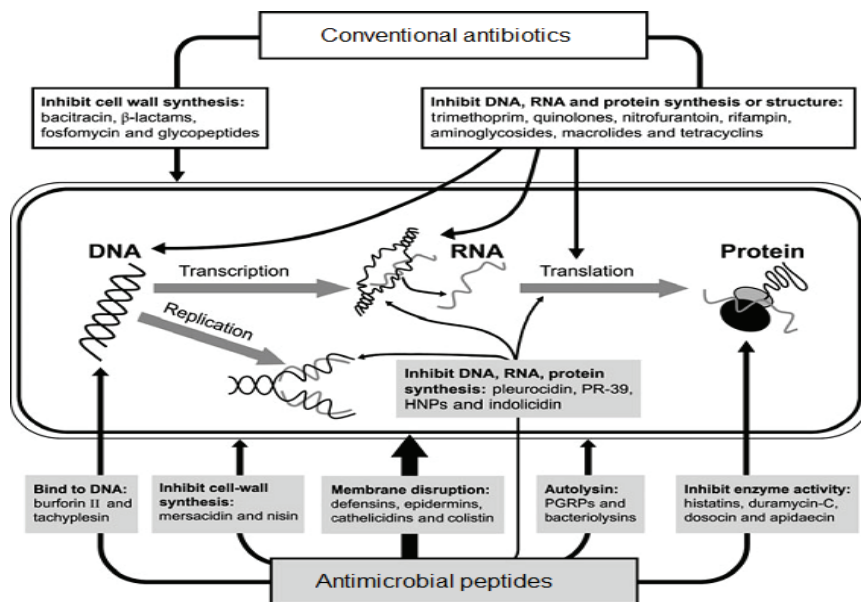 Conventional antibiotics
Inhibit cell wall synthesis:
bacitracin, β-lactams,
fosfomycin and glycopeptides
Inhibit DNA, RNA and protein synthesis or structure:
trimethoprim, quinolones, nitrofurantoin, rifampin,
aminoglycosides, macrolides and tetracyclins
DNA
Transcription
RNA
Translation
Protein
Replication
Inhibit DNA, RNA, protein
synthesis: pleurocidin, PR-39,
HNPs and indolicidin
Bind to DNA:
burforin II and
tachyplesin
Inhibit cell-wall
synthesis:
mersacidin and nisin
Membrane disruption:
defensins, epidermins,
cathelicidins and colistin
Autolysin:
PGRPs and
bacteriolysins
Inhibit enzyme activity:
histatins, duramycin-C,
dosocin and apidaecin
Antimicrobial peptides